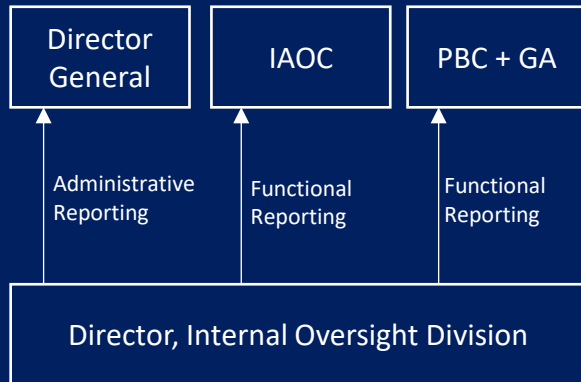 Director
General
IAOC
PBC + GA
Administrative
Reporting
Functional
Reporting
Functional
Reporting
Director, Internal Oversight Division